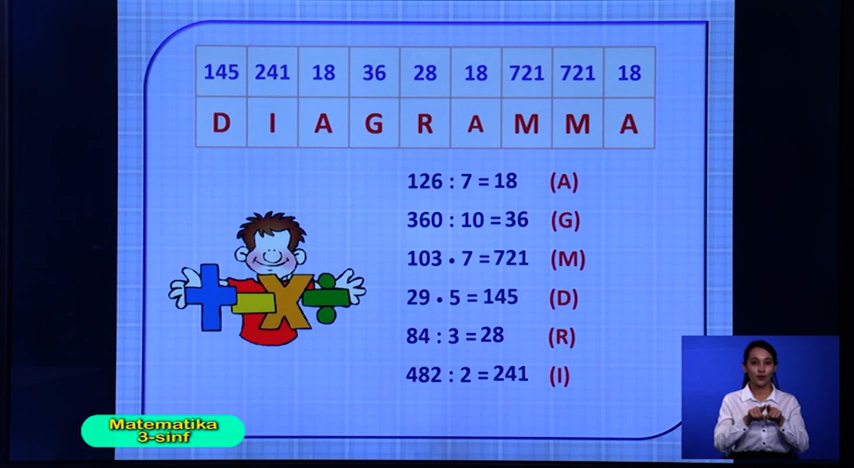 145 241 18 36 28 18 721 721 18
D I A G R A M M A
126 : 7 = 18 (A)
360 : 10 = 36 (G)
103 • 7 = 721 (M)
29 • 5 = 145 (D)
84 : 3 = 28 (R)
482 : 2 = 241 (I)
Matematika
3-sinf